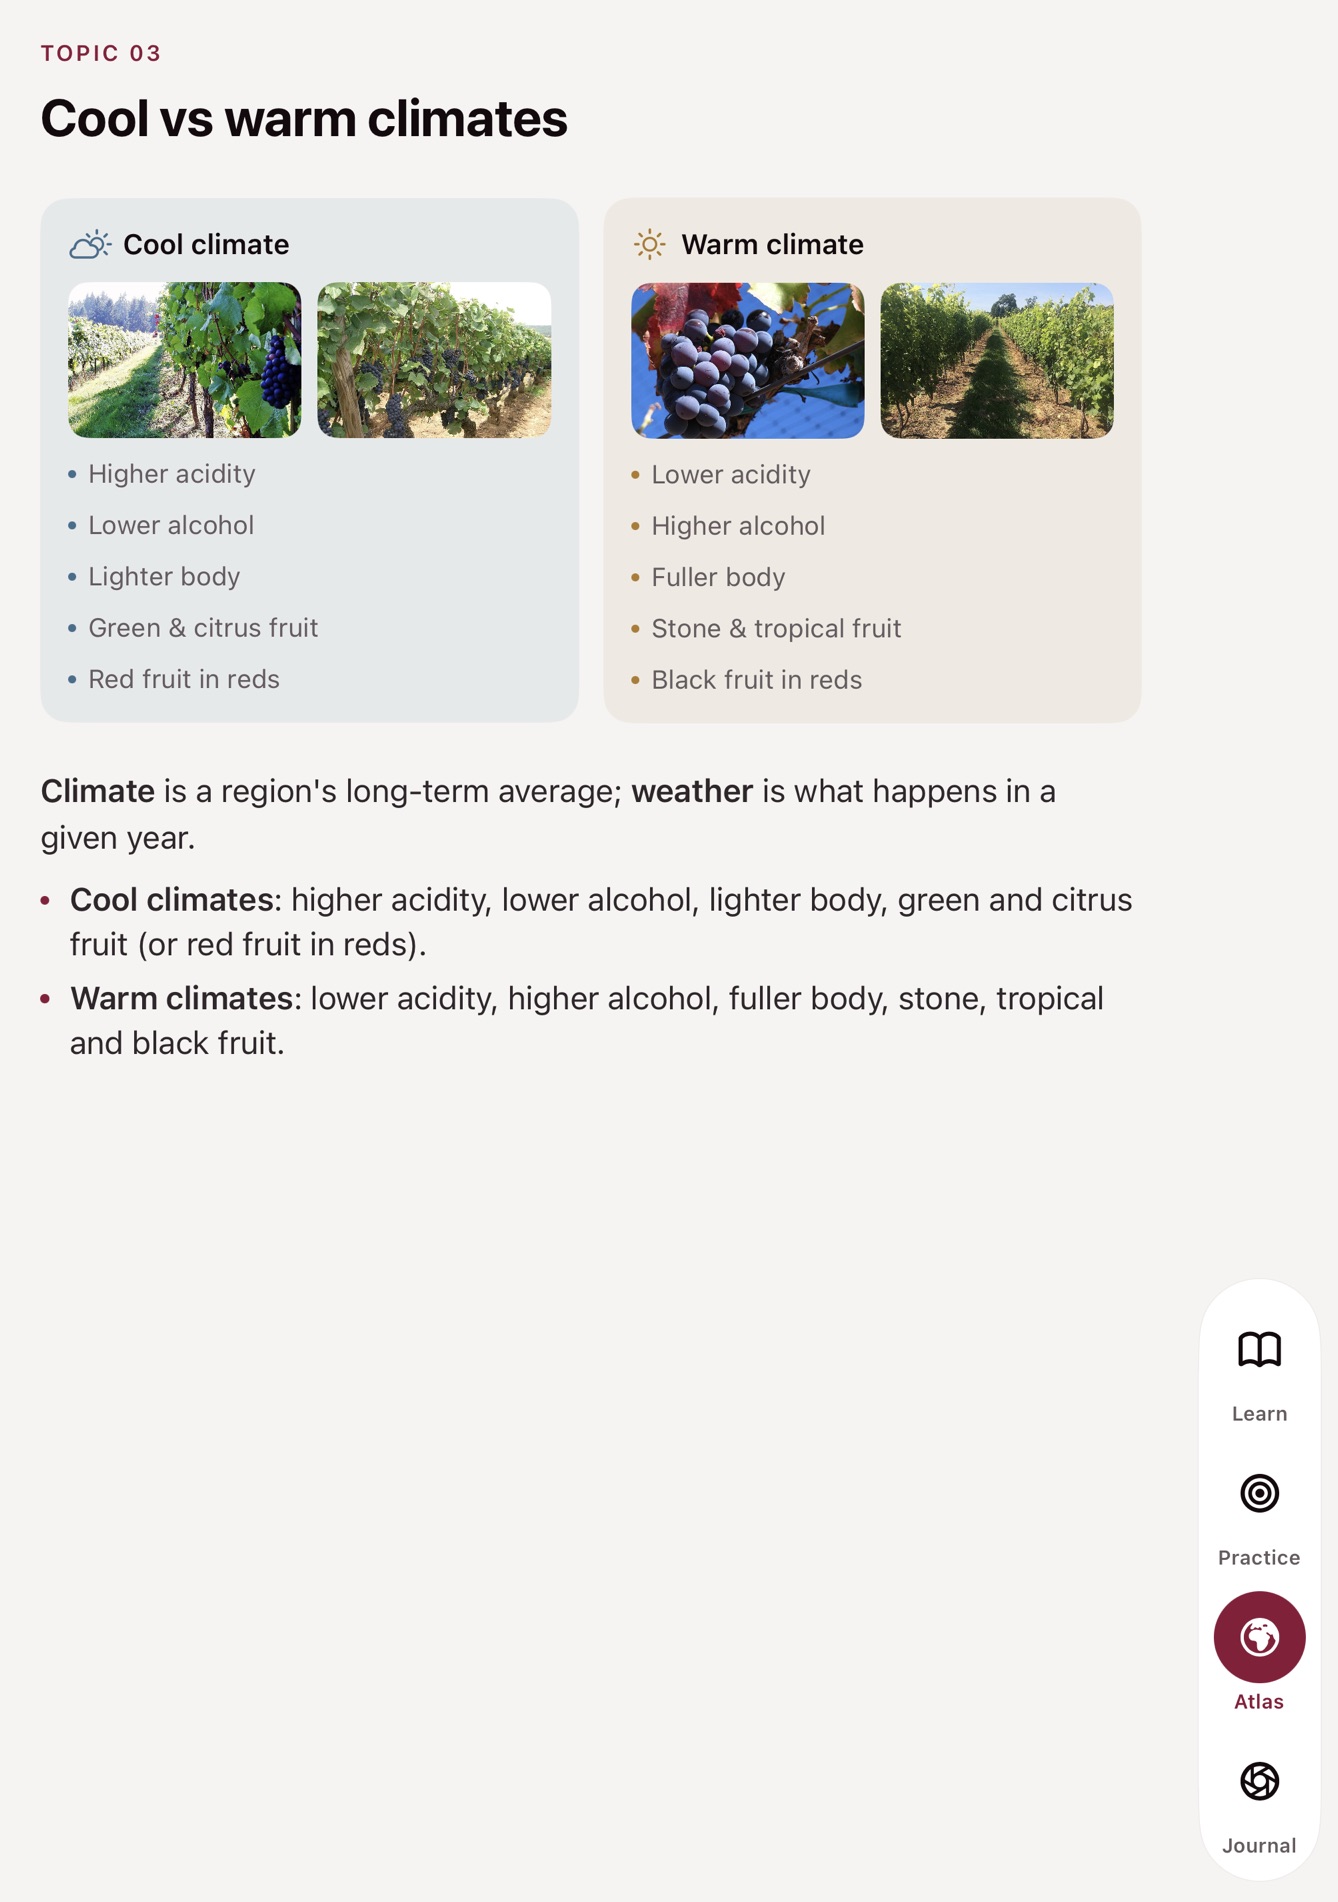 TOPIC 03
Cool vs warm climates
Cool climate
Higher acidity
Lower alcohol
Lighter body
Green & citrus fruit
Red fruit in reds
Warm climate
Lower acidity
Higher alcohol
Fuller body
Stone & tropical fruit
Black fruit in reds
Climate is a region's long-term average; weather is what happens in a
given year.
Cool climates: higher acidity, lower alcohol, lighter body, green and citrus
fruit (or red fruit in reds).
Warm climates: lower acidity, higher alcohol, fuller body, stone, tropical
and black fruit.
Learn
Practice
Atlas
Journal